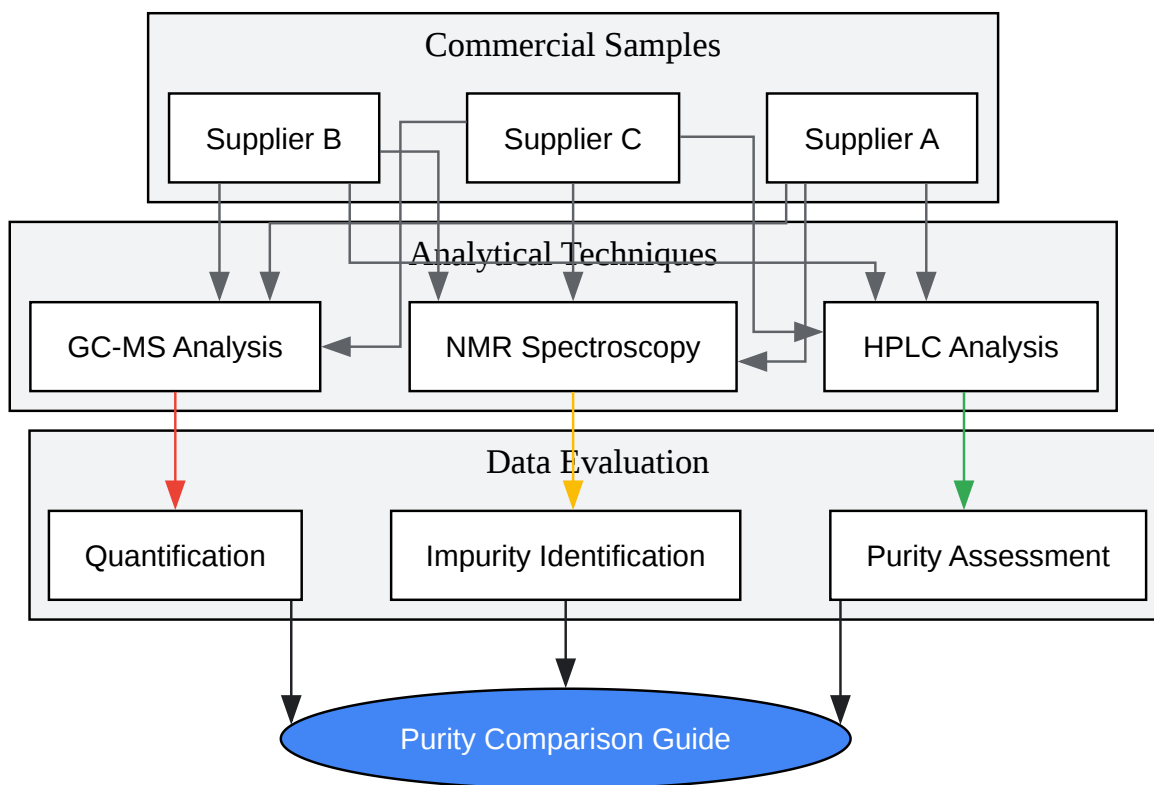 Commercial Samples
Supplier B
Supplier C
Supplier A
Analytical Techniques
GC-MS Analysis
NMR Spectroscopy
HPLC Analysis
Data Evaluation
Quantification
Impurity Identification
Purity Assessment
Purity Comparison Guide